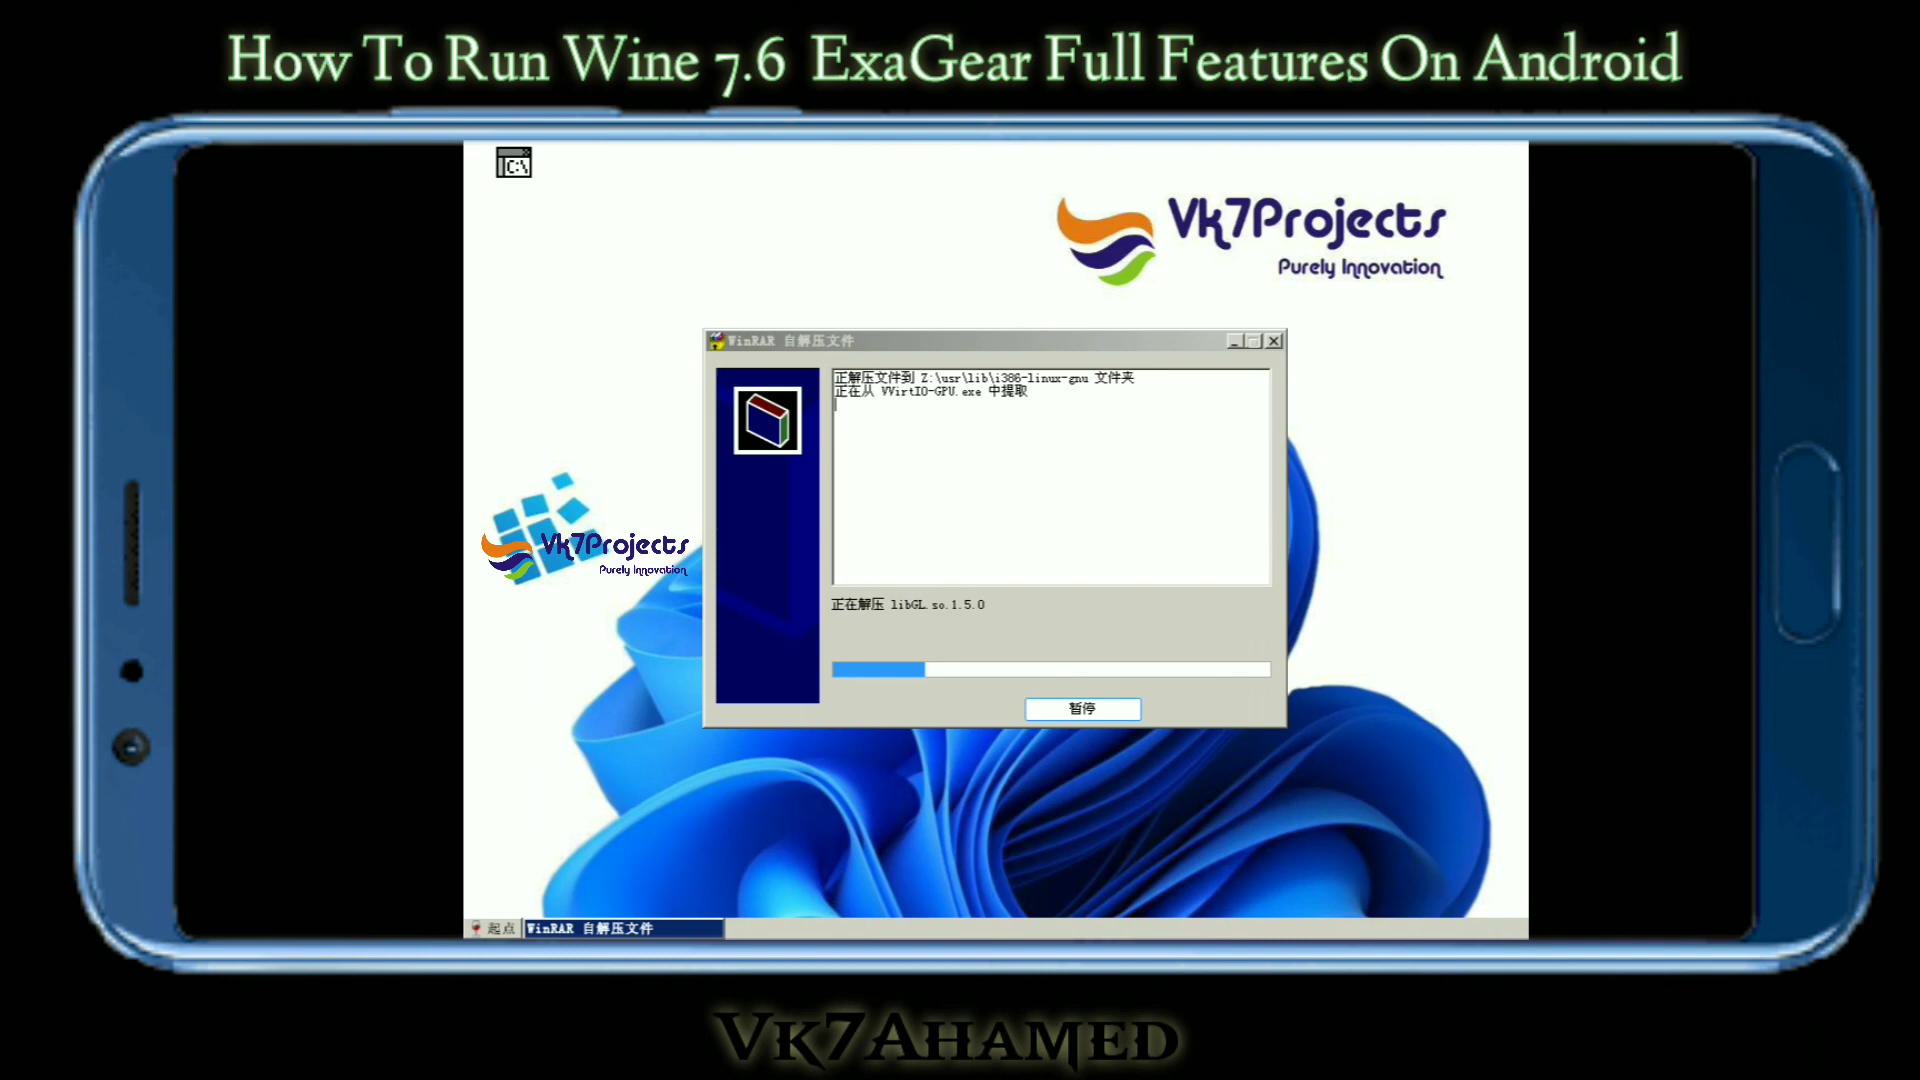 How To Run Wine 7.6 ExaGear Full Features On Android
C:\
Vk7Projects
Purely Innovation
WinRAR 自解压文件
正解压文件到 Z:\usr\lib\i386-linux-gnu 文件夹
正在从 VVirtIO-GPU.exe 中提取
Vk7Projects
Purely Innovation
正在解压 libGL.so.1.5.0
暂停
起点
WinRAR 自解压文件
Vk7Ahamed